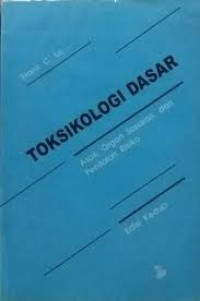 Frank C. Lu
TOKSIKOLOGI DASAR
Asas, Organ Sasaran, dan
Penilaian Risiko
Edisi Kedua